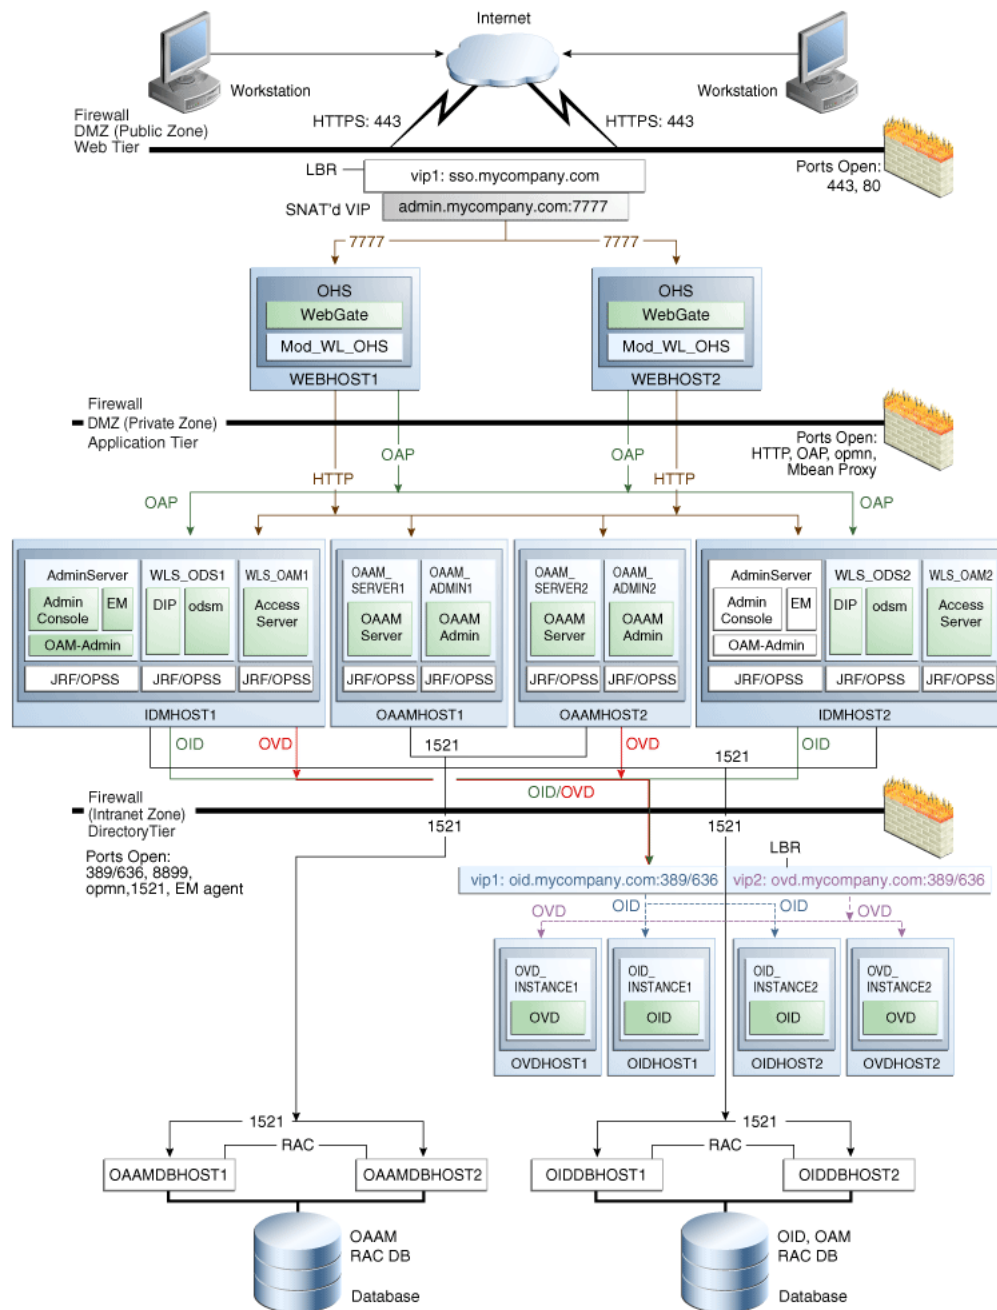 Internet
Workstation
Workstation
Firewall
DMZ (Public Zone)
Web Tier
HTTPS: 443
HTTPS: 443
Ports Open:
443, 80
LBR
vip1: sso.mycompany.com
SNAT'd VIP
admin.mycompany.com:7777
7777
7777
OHS
WebGate
Mod_WL_OHS
WEBHOST1
OHS
WebGate
Mod_WL_OHS
WEBHOST2
Firewall
DMZ (Private Zone)
Application Tier
Ports Open:
HTTP, OAP, opmn,
Mbean Proxy
OAP
OAP
HTTP
HTTP
OAP
OAP
AdminServer
Admin
Console
EM
OAM-Admin
JRF/OPSS
WLS_ODS1
DIP
odsm
JRF/OPSS
WLS_OAM1
Access
Server
JRF/OPSS
IDMHOST1
OAAM_
SERVER1
OAAM
Server
JRF/OPSS
OAAM_
ADMIN1
OAAM
Admin
JRF/OPSS
OAAMHOST1
OAAM_
SERVER2
OAAM
Server
JRF/OPSS
OAAM_
ADMIN2
OAAM
Admin
JRF/OPSS
OAAMHOST2
AdminServer
Admin
Console
EM
OAM-Admin
JRF/OPSS
WLS_ODS2
DIP
odsm
JRF/OPSS
WLS_OAM2
Access
Server
JRF/OPSS
IDMHOST2
OID
OVD
1521
OVD
1521
OID
OID/OVD
Firewall
(Intranet Zone)
DirectoryTier
Ports Open:
389/636, 8899,
opmn,1521, EM agent
1521
1521
LBR
vip1: oid.mycompany.com:389/636
vip2: ovd.mycompany.com:389/636
OVD
OID
OID
OVD
OVD_
INSTANCE1
OVD
OVDHOST1
OID_
INSTANCE1
OID
OIDHOST1
OID_
INSTANCE2
OID
OIDHOST2
OVD_
INSTANCE2
OVD
OVDHOST2
1521
RAC
OAAMDBHOST1
OAAMDBHOST2
OAAM
RAC DB
Database
1521
RAC
OIDDBHOST1
OIDDBHOST2
OID, OAM
RAC DB
Database